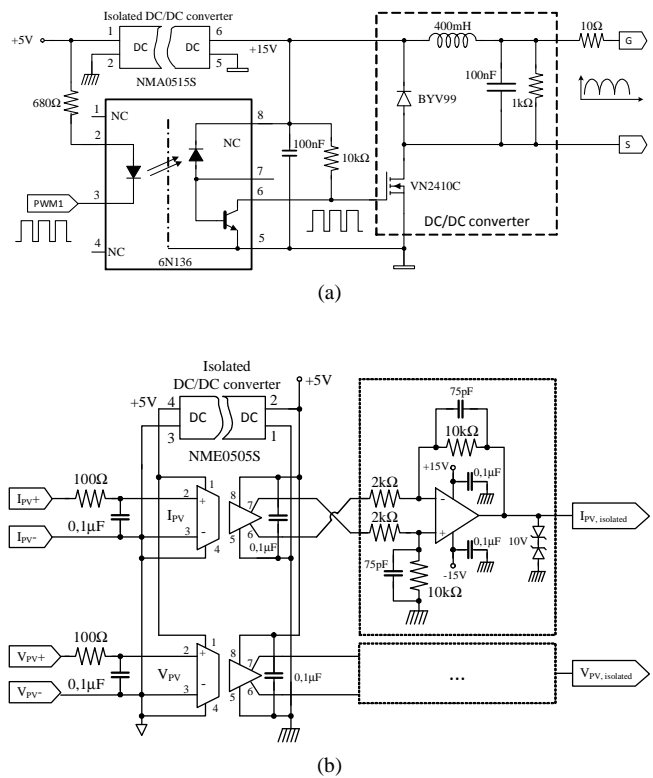 Isolated DC/DC converter
+5V
1
DC
DC
6
+15V
2
5
NMA0515S
400mH
10Ω
G
680Ω
1
NC
8
100nF
BYV99
1kΩ
2
NC
100nF
10kΩ
S
7
PWM1
3
6
VN2410C
4
NC
5
DC/DC converter
6N136
(a)
Isolated
DC/DC converter
+5V
+5V
4
DC
DC
2
3
1
NME0505S
75pF
10kΩ
100Ω
1
+15V
0,1µF
IPV+
2
+
8
7
2kΩ
-
IPV
IPV, isolated
IPV-
0,1µF
3
-
5
6
0,1µF
2kΩ
+
10V
4
0,1µF
75pF
-15V
10kΩ
100Ω
1
VPV+
2
+
8
7
VPV
0,1µF
...
VPV, isolated
VPV-
0,1µF
3
-
5
6
4
(b)